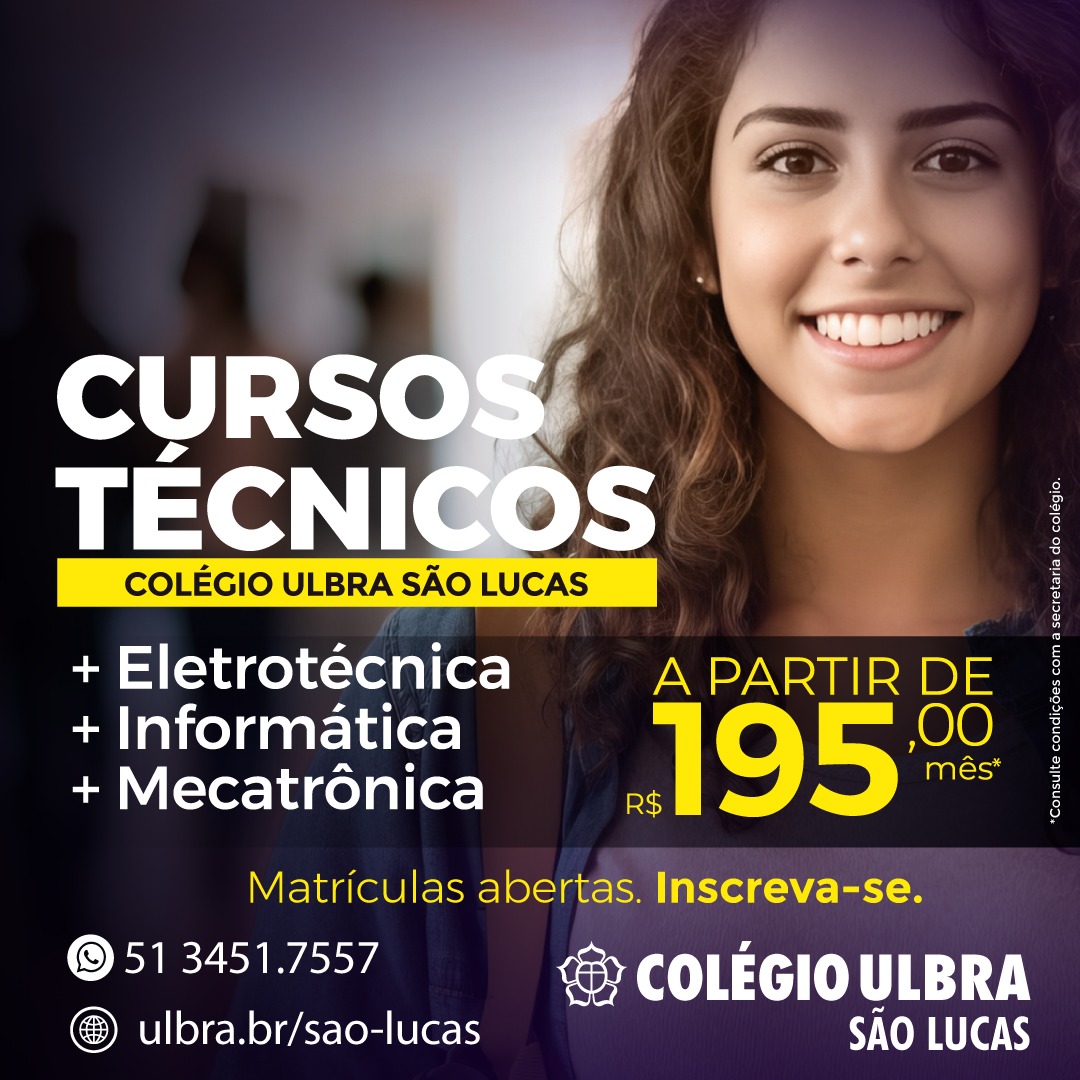 CURSOS
TÉCNICOS
COLÉGIO ULBRA SÃO LUCAS
+ Eletrotécnica
+ Informática
+ Mecatrônica
A PARTIR DE
R$ 195,00
mês*
*Consulte condições com a secretaria do colégio.
Matrículas abertas. Inscreva-se.
51 3451.7557
ulbra.br/sao-lucas
COLÉGIO ULBRA
SÃO LUCAS